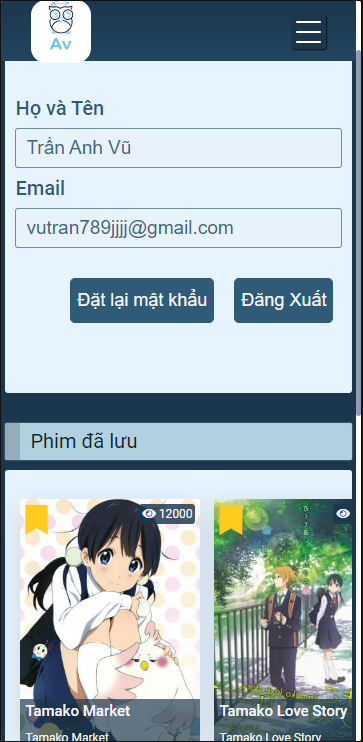 Av
Họ và Tên
Trần Anh Vũ
Email
vutran789jjjj@gmail.com
Đặt lại mật khẩu
Đăng Xuất
Phim đã lưu
12000
Tamako Market
Tamako Love Story
Tamako Market
Tamako Love Story